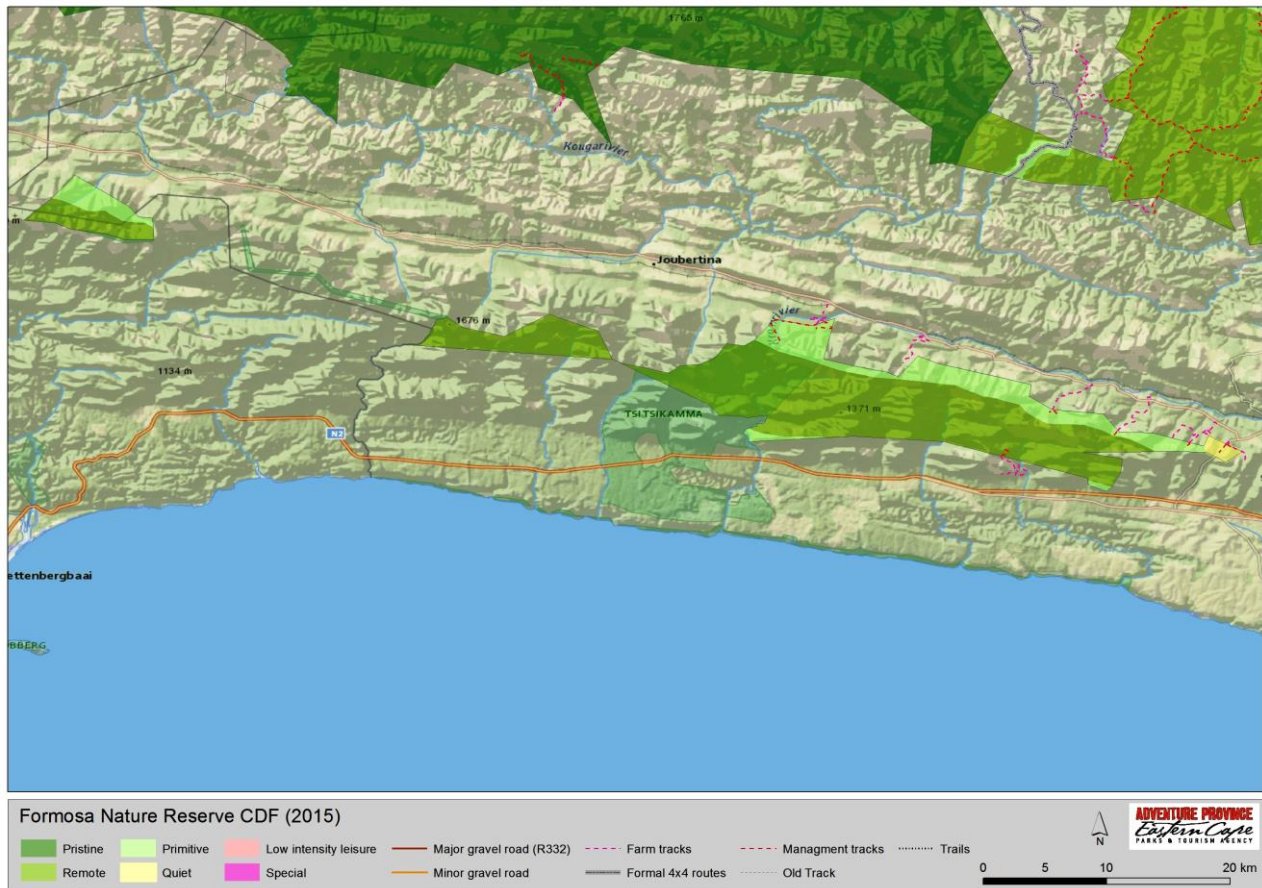 1765 m
Kougarivier
m
Joubertina
1676 m
1134 m
TSITSIKAMMA
1371 m
N2
ettenbergbaai
BBERG
Formosa Nature Reserve CDF (2015)
Pristine
Primitive
Low intensity leisure
Major gravel road (R332)
Farm tracks
Managment tracks
Trails
Remote
Quiet
Special
Minor gravel road
Formal 4x4 routes
Old Track
N
0 5 10 20 km
ADVENTURE PROVINCE
Eastern Cape
PARKS & TOURISM AGENCY